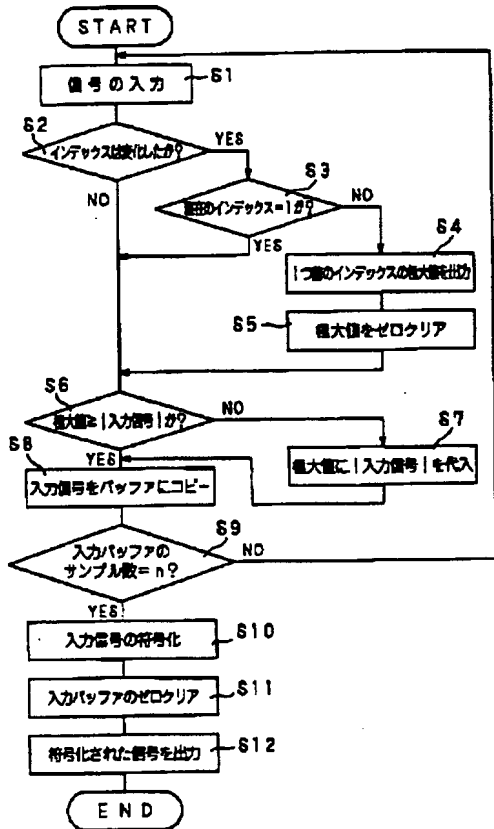 START
信号の入力
S1
S2
インデックスは変化したか?
YES
NO
S3
現在のインデックス=1か?
NO
YES
S4
1つ前のインデックスの極大値を出力
S5
極大値をゼロクリア
S6
極大値≧|入力信号|か?
NO
YES
S7
極大値に|入力信号|を代入
S8
入力信号をバッファにコピー
S9
入力バッファの
サンプル数=n?
NO
YES
入力信号の符号化
S10
入力バッファのゼロクリア
S11
符号化された信号を出力
S12
END